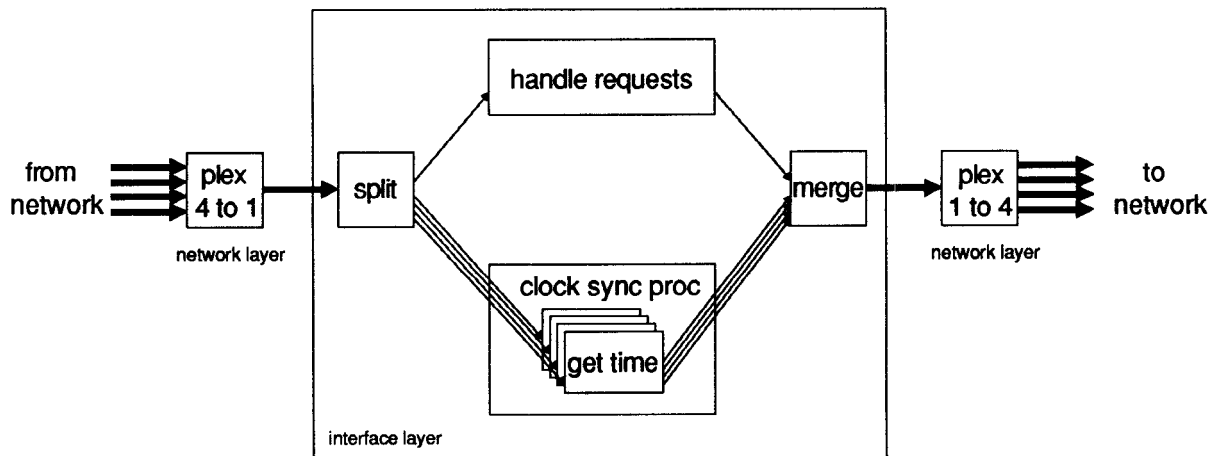 handle requests
from
network
plex
4 to 1
network layer
split
merge
plex
1 to 4
network layer
to
network
clock sync proc
get time
interface layer